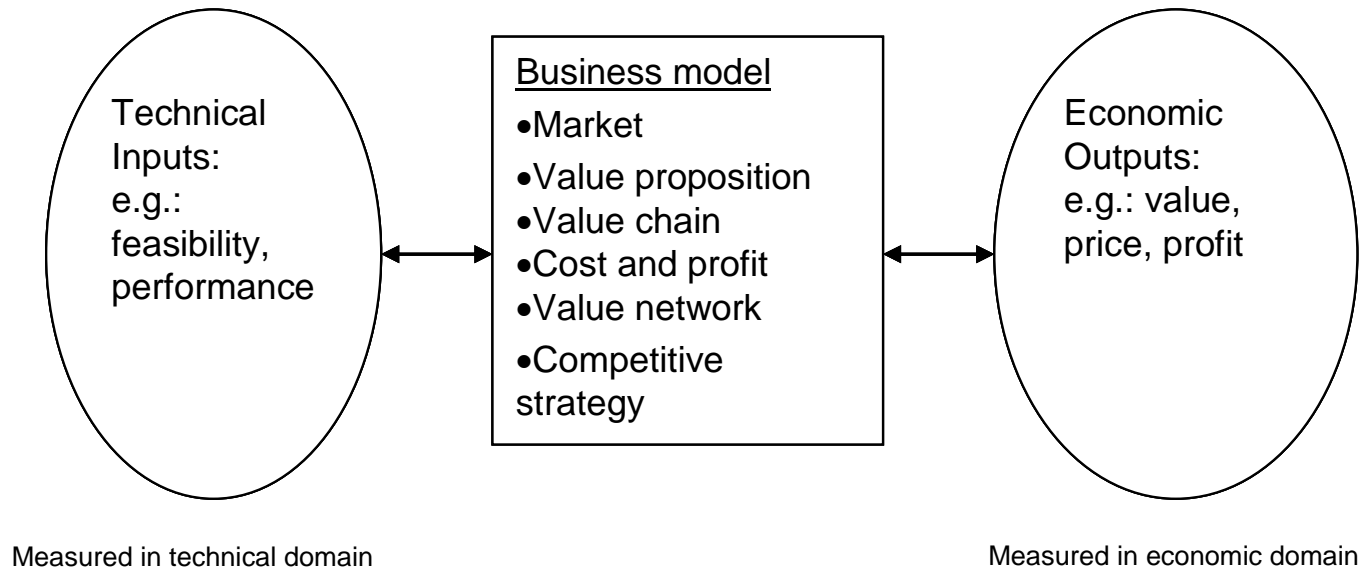 Technical
Inputs:
e.g.:
feasibility,
performance
Business model
•Market
•Value proposition
•Value chain
•Cost and profit
•Value network
•Competitive
strategy
Economic
Outputs:
e.g.: value,
price, profit
Measured in technical domain
Measured in economic domain